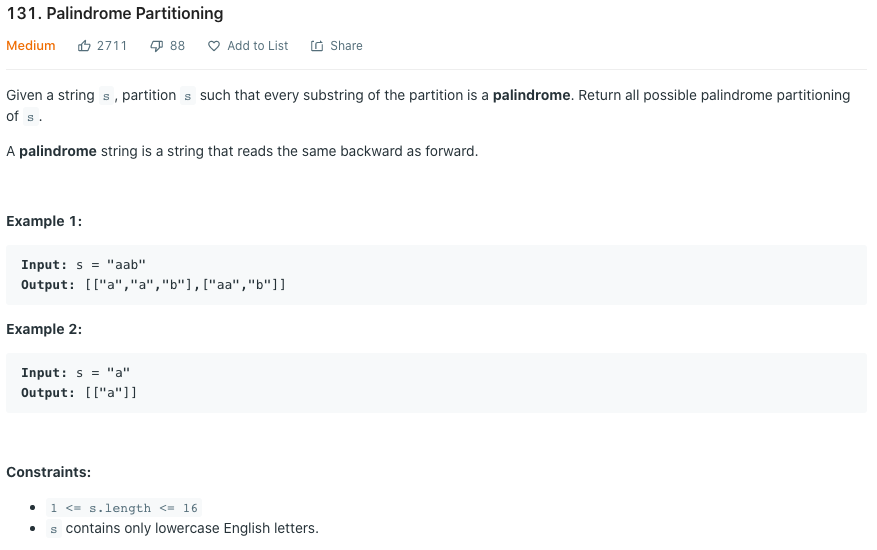 131. Palindrome Partitioning
Medium 2711 88 Add to List Share
Given a string s, partition s such that every substring of the partition is a palindrome. Return all possible palindrome partitioning
of s.
A palindrome string is a string that reads the same backward as forward.
Example 1:
Input: s = "aab"
Output: [["a","a","b"],["aa","b"]]
Example 2:
Input: s = "a"
Output: [["a"]]
Constraints:
• 1 <= s.length <= 16
• s contains only lowercase English letters.